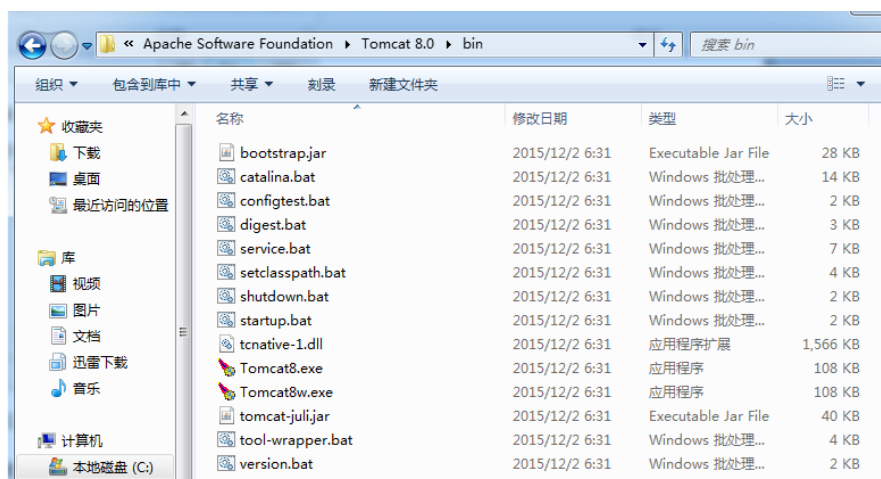 « Apache Software Foundation ▸ Tomcat 8.0 ▸ bin 搜索 bin
组织 包含到库中 共享 刻录 新建文件夹
收藏夹
下载
桌面
最近访问的位置
库
视频
图片
文档
迅雷下载
音乐
计算机
本地磁盘 (C:)
名称 修改日期 类型 大小
bootstrap.jar 2015/12/2 6:31 Executable Jar File 28 KB
catalina.bat 2015/12/2 6:31 Windows 批处理... 14 KB
configtest.bat 2015/12/2 6:31 Windows 批处理... 2 KB
digest.bat 2015/12/2 6:31 Windows 批处理... 3 KB
service.bat 2015/12/2 6:31 Windows 批处理... 7 KB
setclasspath.bat 2015/12/2 6:31 Windows 批处理... 4 KB
shutdown.bat 2015/12/2 6:31 Windows 批处理... 2 KB
startup.bat 2015/12/2 6:31 Windows 批处理... 2 KB
tcnative-1.dll 2015/12/2 6:31 应用程序扩展 1,566 KB
Tomcat8.exe 2015/12/2 6:31 应用程序 108 KB
Tomcat8w.exe 2015/12/2 6:31 应用程序 108 KB
tomcat-juli.jar 2015/12/2 6:31 Executable Jar File 40 KB
tool-wrapper.bat 2015/12/2 6:31 Windows 批处理... 4 KB
version.bat 2015/12/2 6:31 Windows 批处理... 2 KB